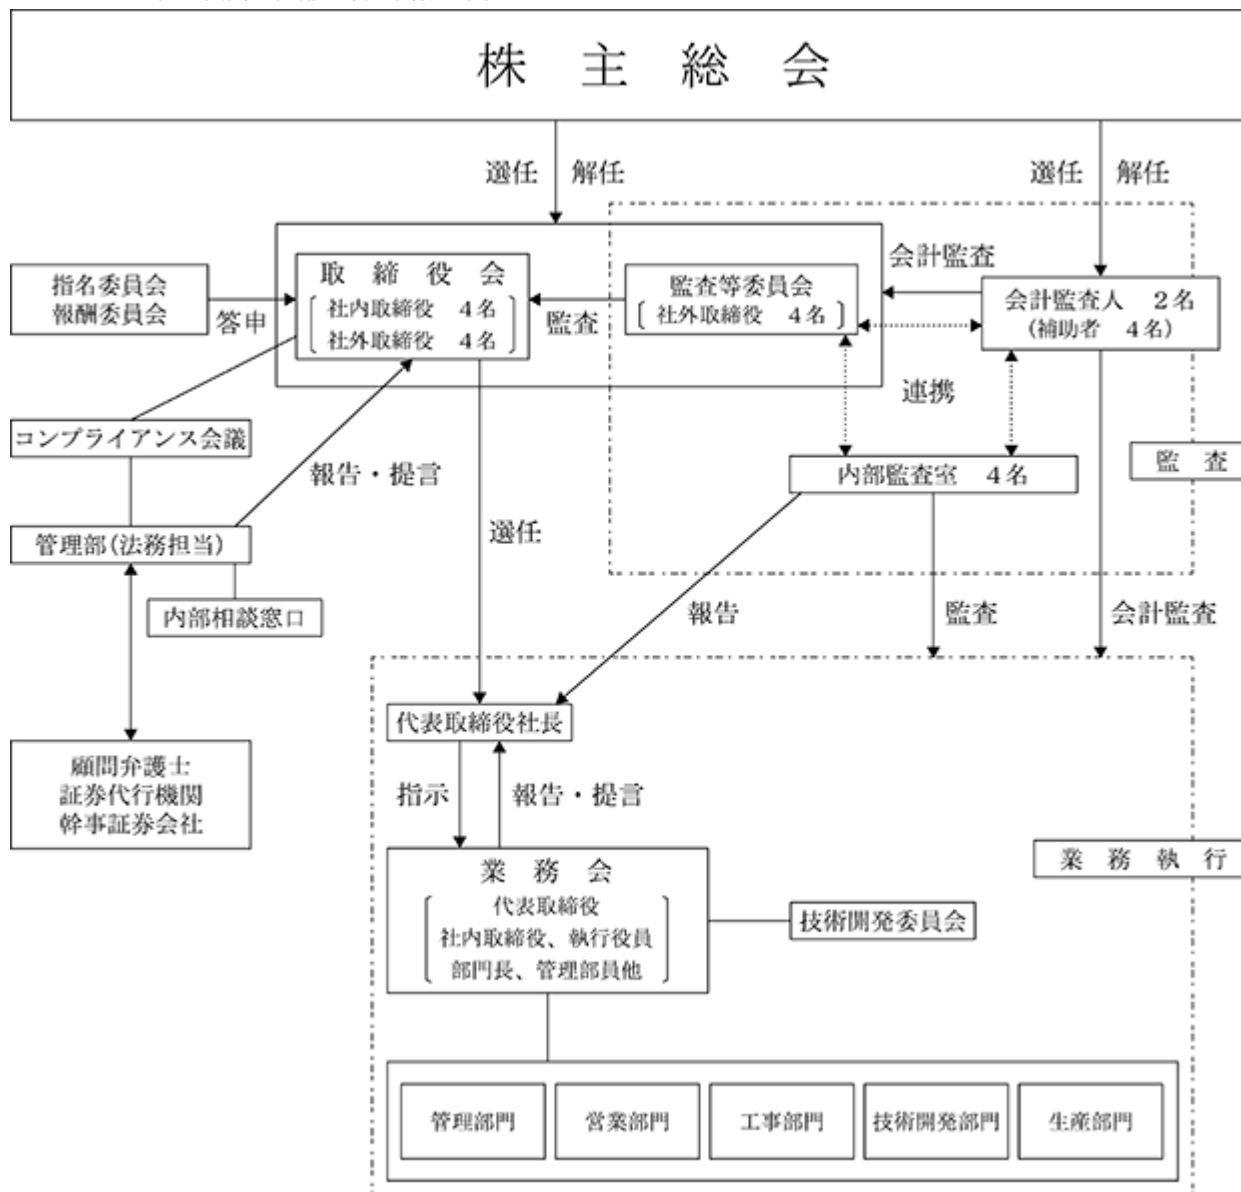 株 主 総 会
選任 解任
選任 解任
指名委員会
報酬委員会
答申
取 締 役 会
社内取締役 4名
社外取締役 4名
監査
監査等委員会
〔 社外取締役 4名 〕
会計監査
会計監査人 2名
(補助者 4名)
連携
コンプライアンス会議
報告・提言
内部監査室 4名
監 査
管理部(法務担当)
選任
内部相談窓口
報告
監査
会計監査
代表取締役社長
顧問弁護士
証券代行機関
幹事証券会社
指示
報告・提言
業 務 会
代表取締役
社内取締役、執行役員
部門長、管理部員他
技術開発委員会
業 務 執 行
管理部門
営業部門
工事部門
技術開発部門
生産部門